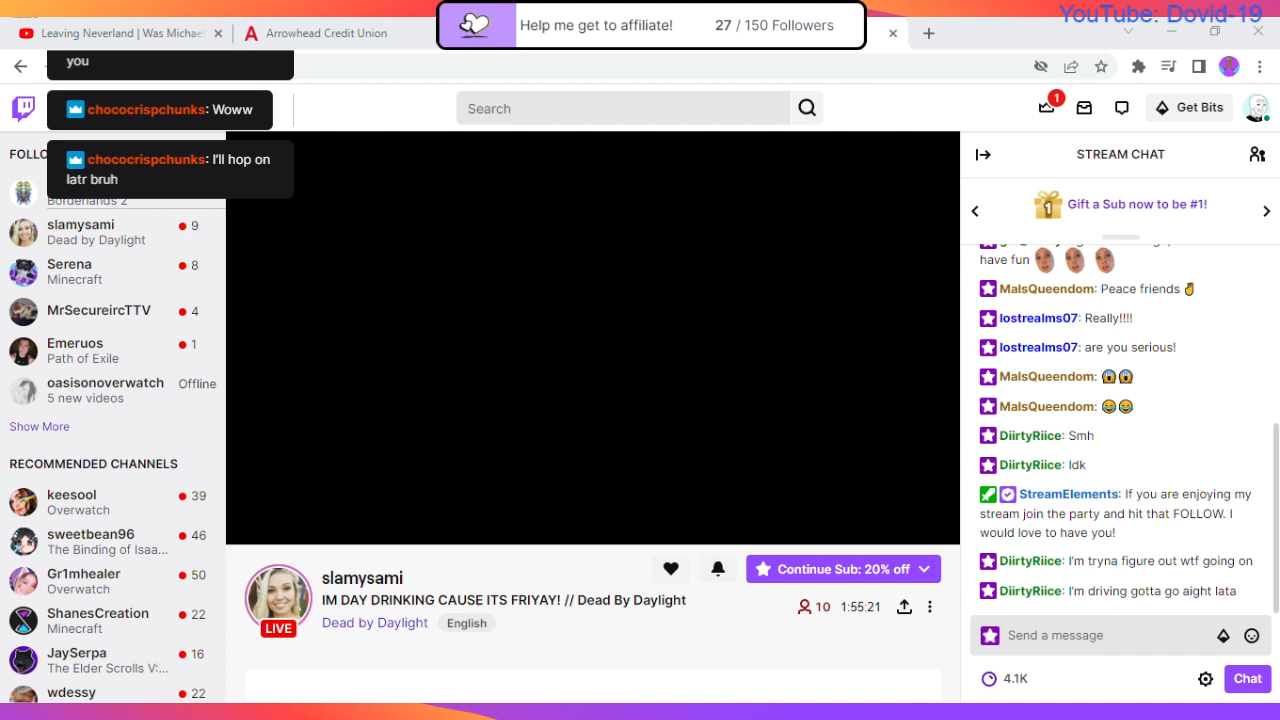 YouTube: Dovid-19
Leaving Neverland | Was Michae
Arrowhead Credit Union
Help me get to affiliate!
27 / 150 Followers
you
chococrispchunks: Woww
chococrispchunks: I'll hop on
latr bruh
Search
1
Get Bits
FOLLO
Borderlands 2
slamysami
9
Dead by Daylight
Serena
8
Minecraft
MrSecureircTTV
4
Emeruos
1
Path of Exile
oasisonoverwatch
Offline
5 new videos
Show More
RECOMMENDED CHANNELS
keesool
39
Overwatch
sweetbean96
46
The Binding of Isaa...
Gr1mhealer
50
Overwatch
ShanesCreation
22
Minecraft
JaySerpa
16
The Elder Scrolls V:...
wdessy
22
slamysami
LIVE
IM DAY DRINKING CAUSE ITS FRIYAY! // Dead By Daylight
Dead by Daylight
English
Continue Sub: 20% off
10
1:55:21
STREAM CHAT
1
Gift a Sub now to be #1!
have fun
MalsQueendom: Peace friends ✌
lostrealms07: Really!!!!
lostrealms07: are you serious!
MalsQueendom: 😱😱
MalsQueendom: 😂😂
DiirtyRiice: Smh
DiirtyRiice: Idk
StreamElements: If you are enjoying my
stream join the party and hit that FOLLOW. I
would love to have you!
DiirtyRiice: I'm tryna figure out wtf going on
DiirtyRiice: I'm driving gotta go aight lata
Send a message
4.1K
Chat